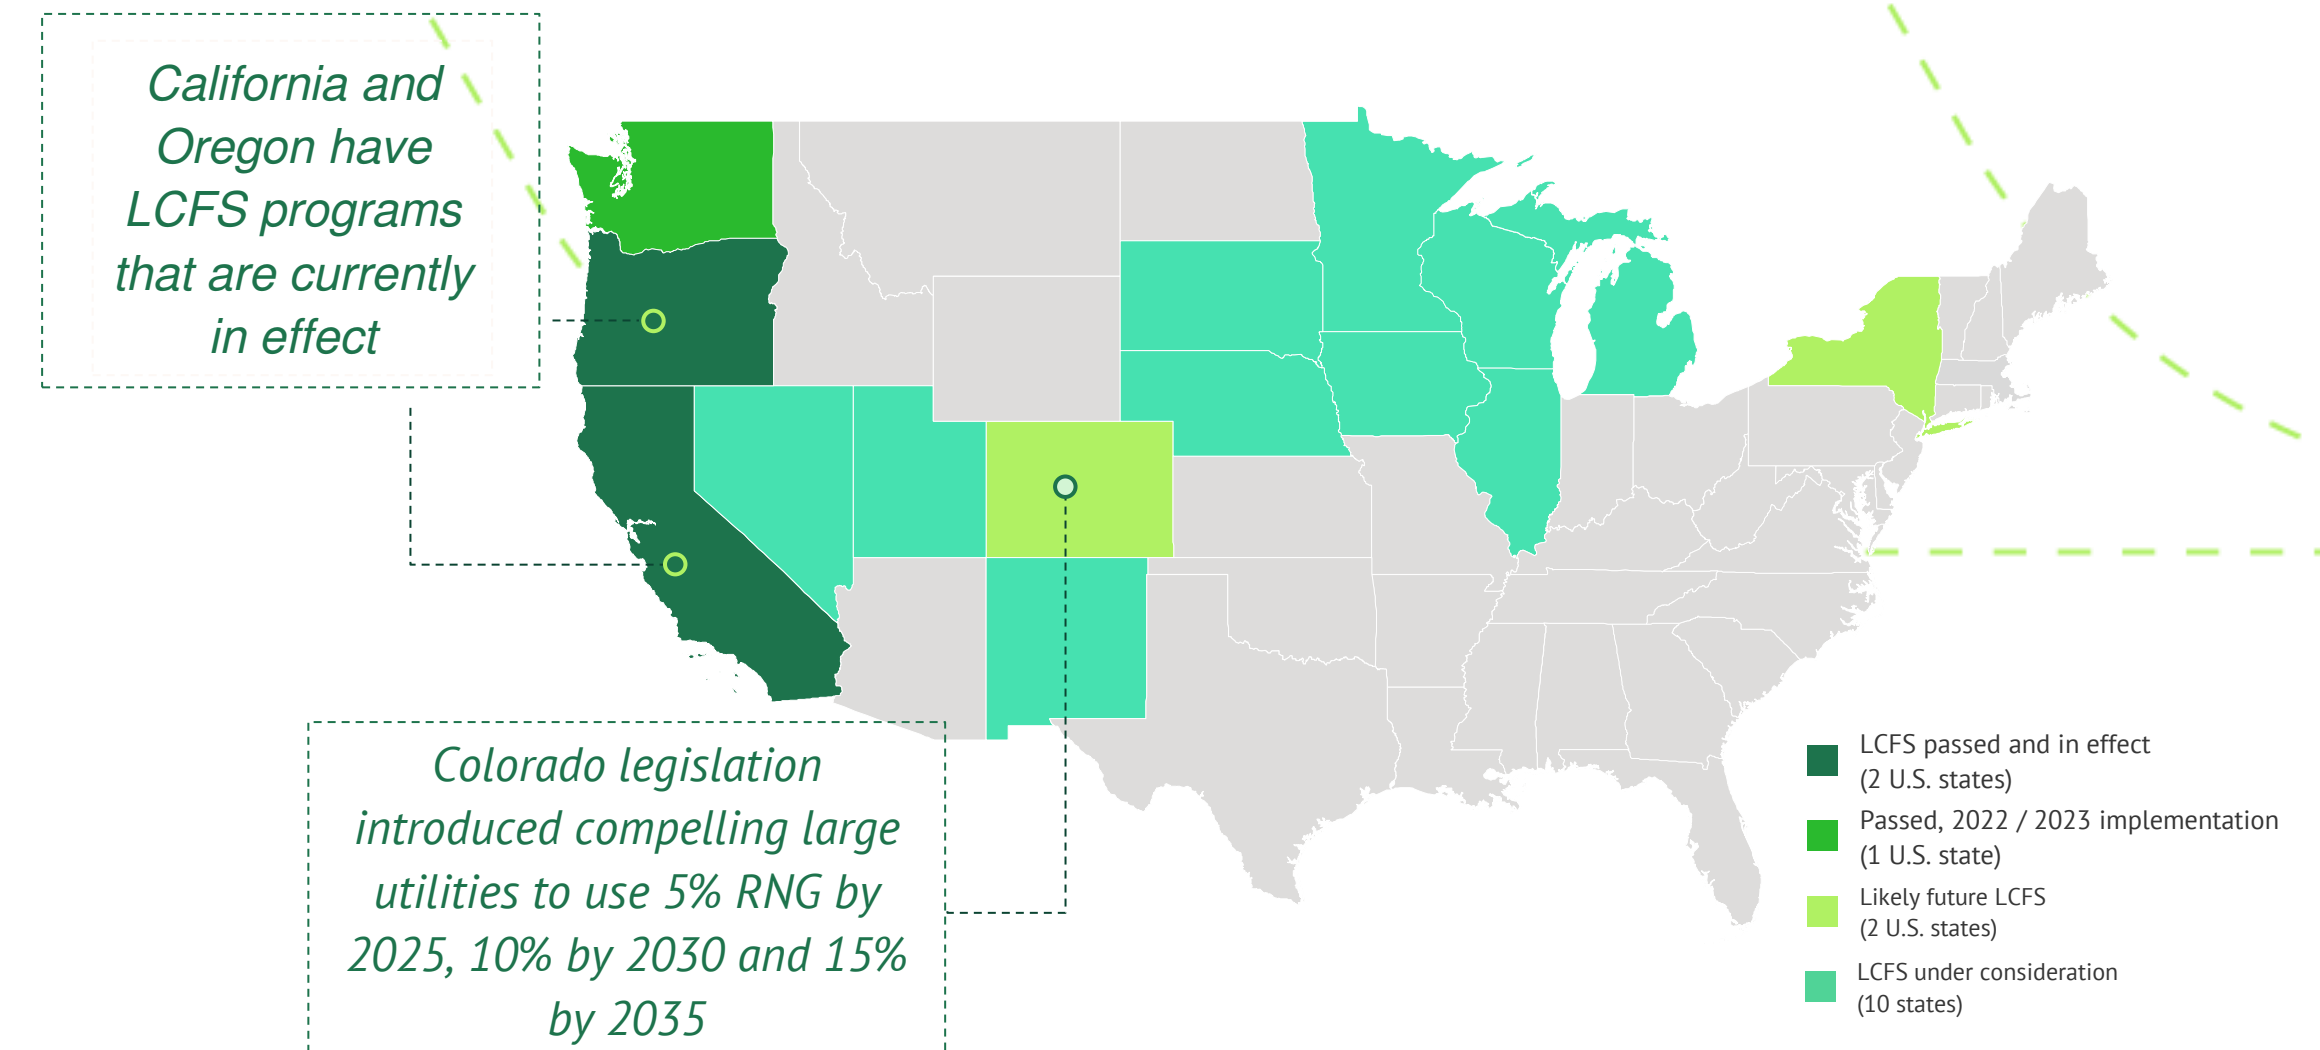 California and
Oregon have
LCFS programs
that are currently
in effect
Colorado legislation
introduced compelling large
utilities to use 5% RNG by
2025, 10% by 2030 and 15%
by 2035
LCFS passed and in effect
(2 U.S. states)
Passed, 2022 / 2023 implementation
(1 U.S. state)
Likely future LCFS
(2 U.S. states)
LCFS under consideration
(10 states)